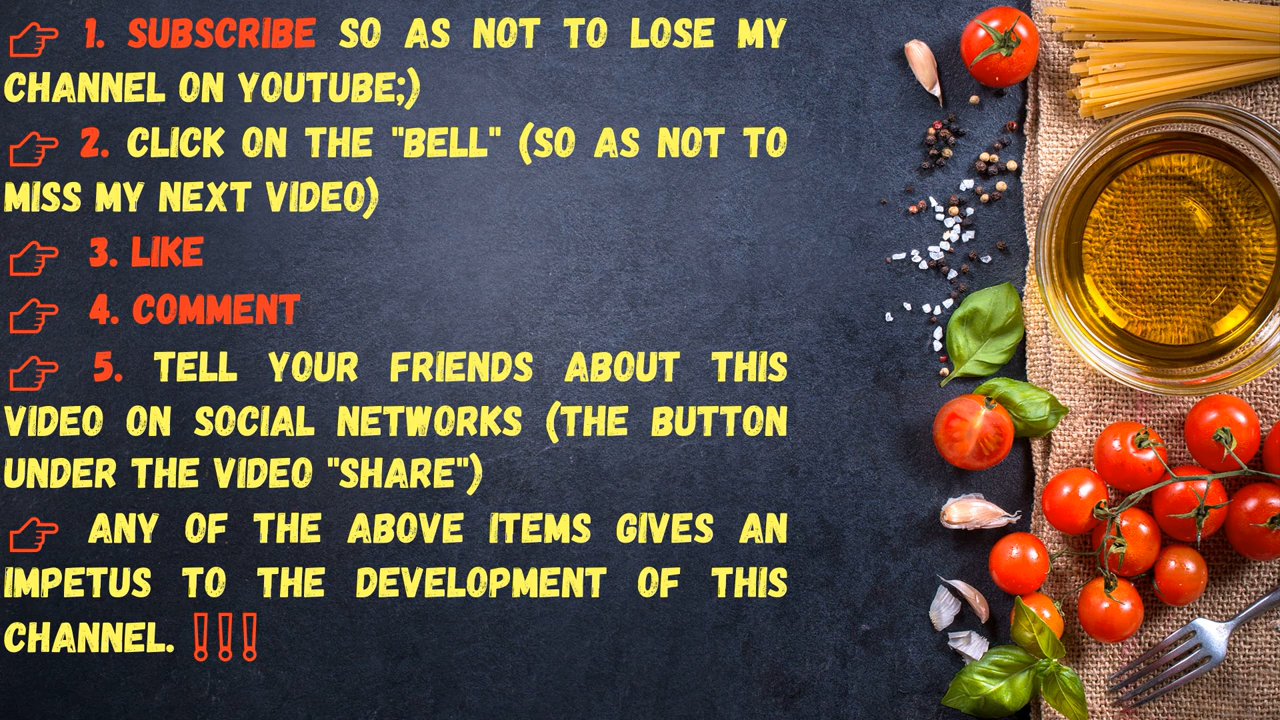 👉 1. SUBSCRIBE SO AS NOT TO LOSE MY
CHANNEL ON YOUTUBE;)
👉 2. CLICK ON THE "BELL" (SO AS NOT TO
MISS MY NEXT VIDEO)
👉 3. LIKE
👉 4. COMMENT
👉 5. TELL YOUR FRIENDS ABOUT THIS
VIDEO ON SOCIAL NETWORKS (THE BUTTON
UNDER THE VIDEO "SHARE")
👉 ANY OF THE ABOVE ITEMS GIVES AN
IMPETUS TO THE DEVELOPMENT OF THIS
CHANNEL. !!!